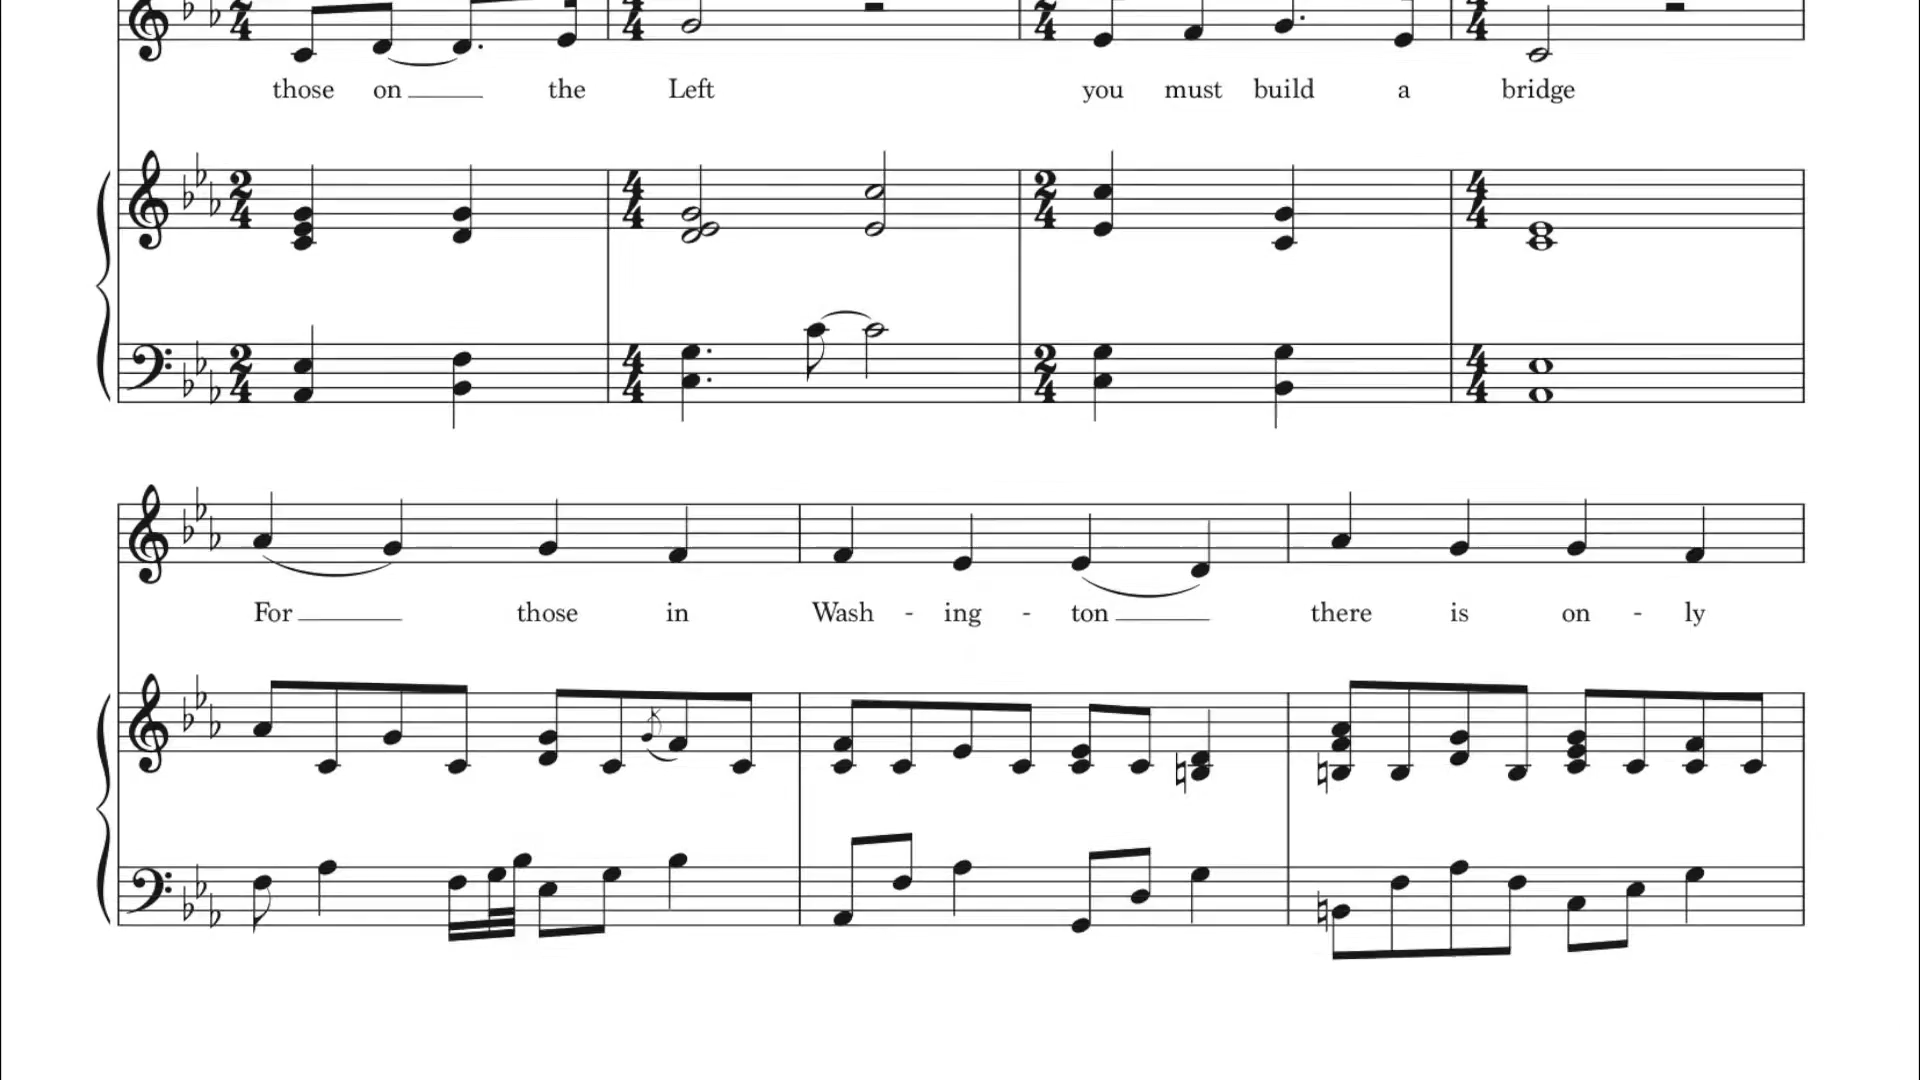 those on the Left you must build a bridge
For those in Wash - ing - ton there is on - ly